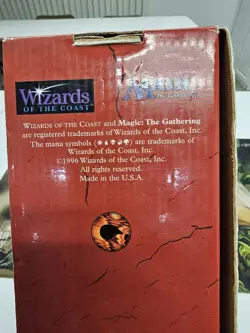 Wizards
OF THE COAST
WIZARDS OF THE COAST and Magic: The Gathering
are registered trademarks of Wizards of the Coast, Inc.
The mana symbols () are trademarks of
Wizards of the Coast, Inc.
©1996 Wizards of the Coast, Inc.
All rights reserved.
Made in the U.S.A.